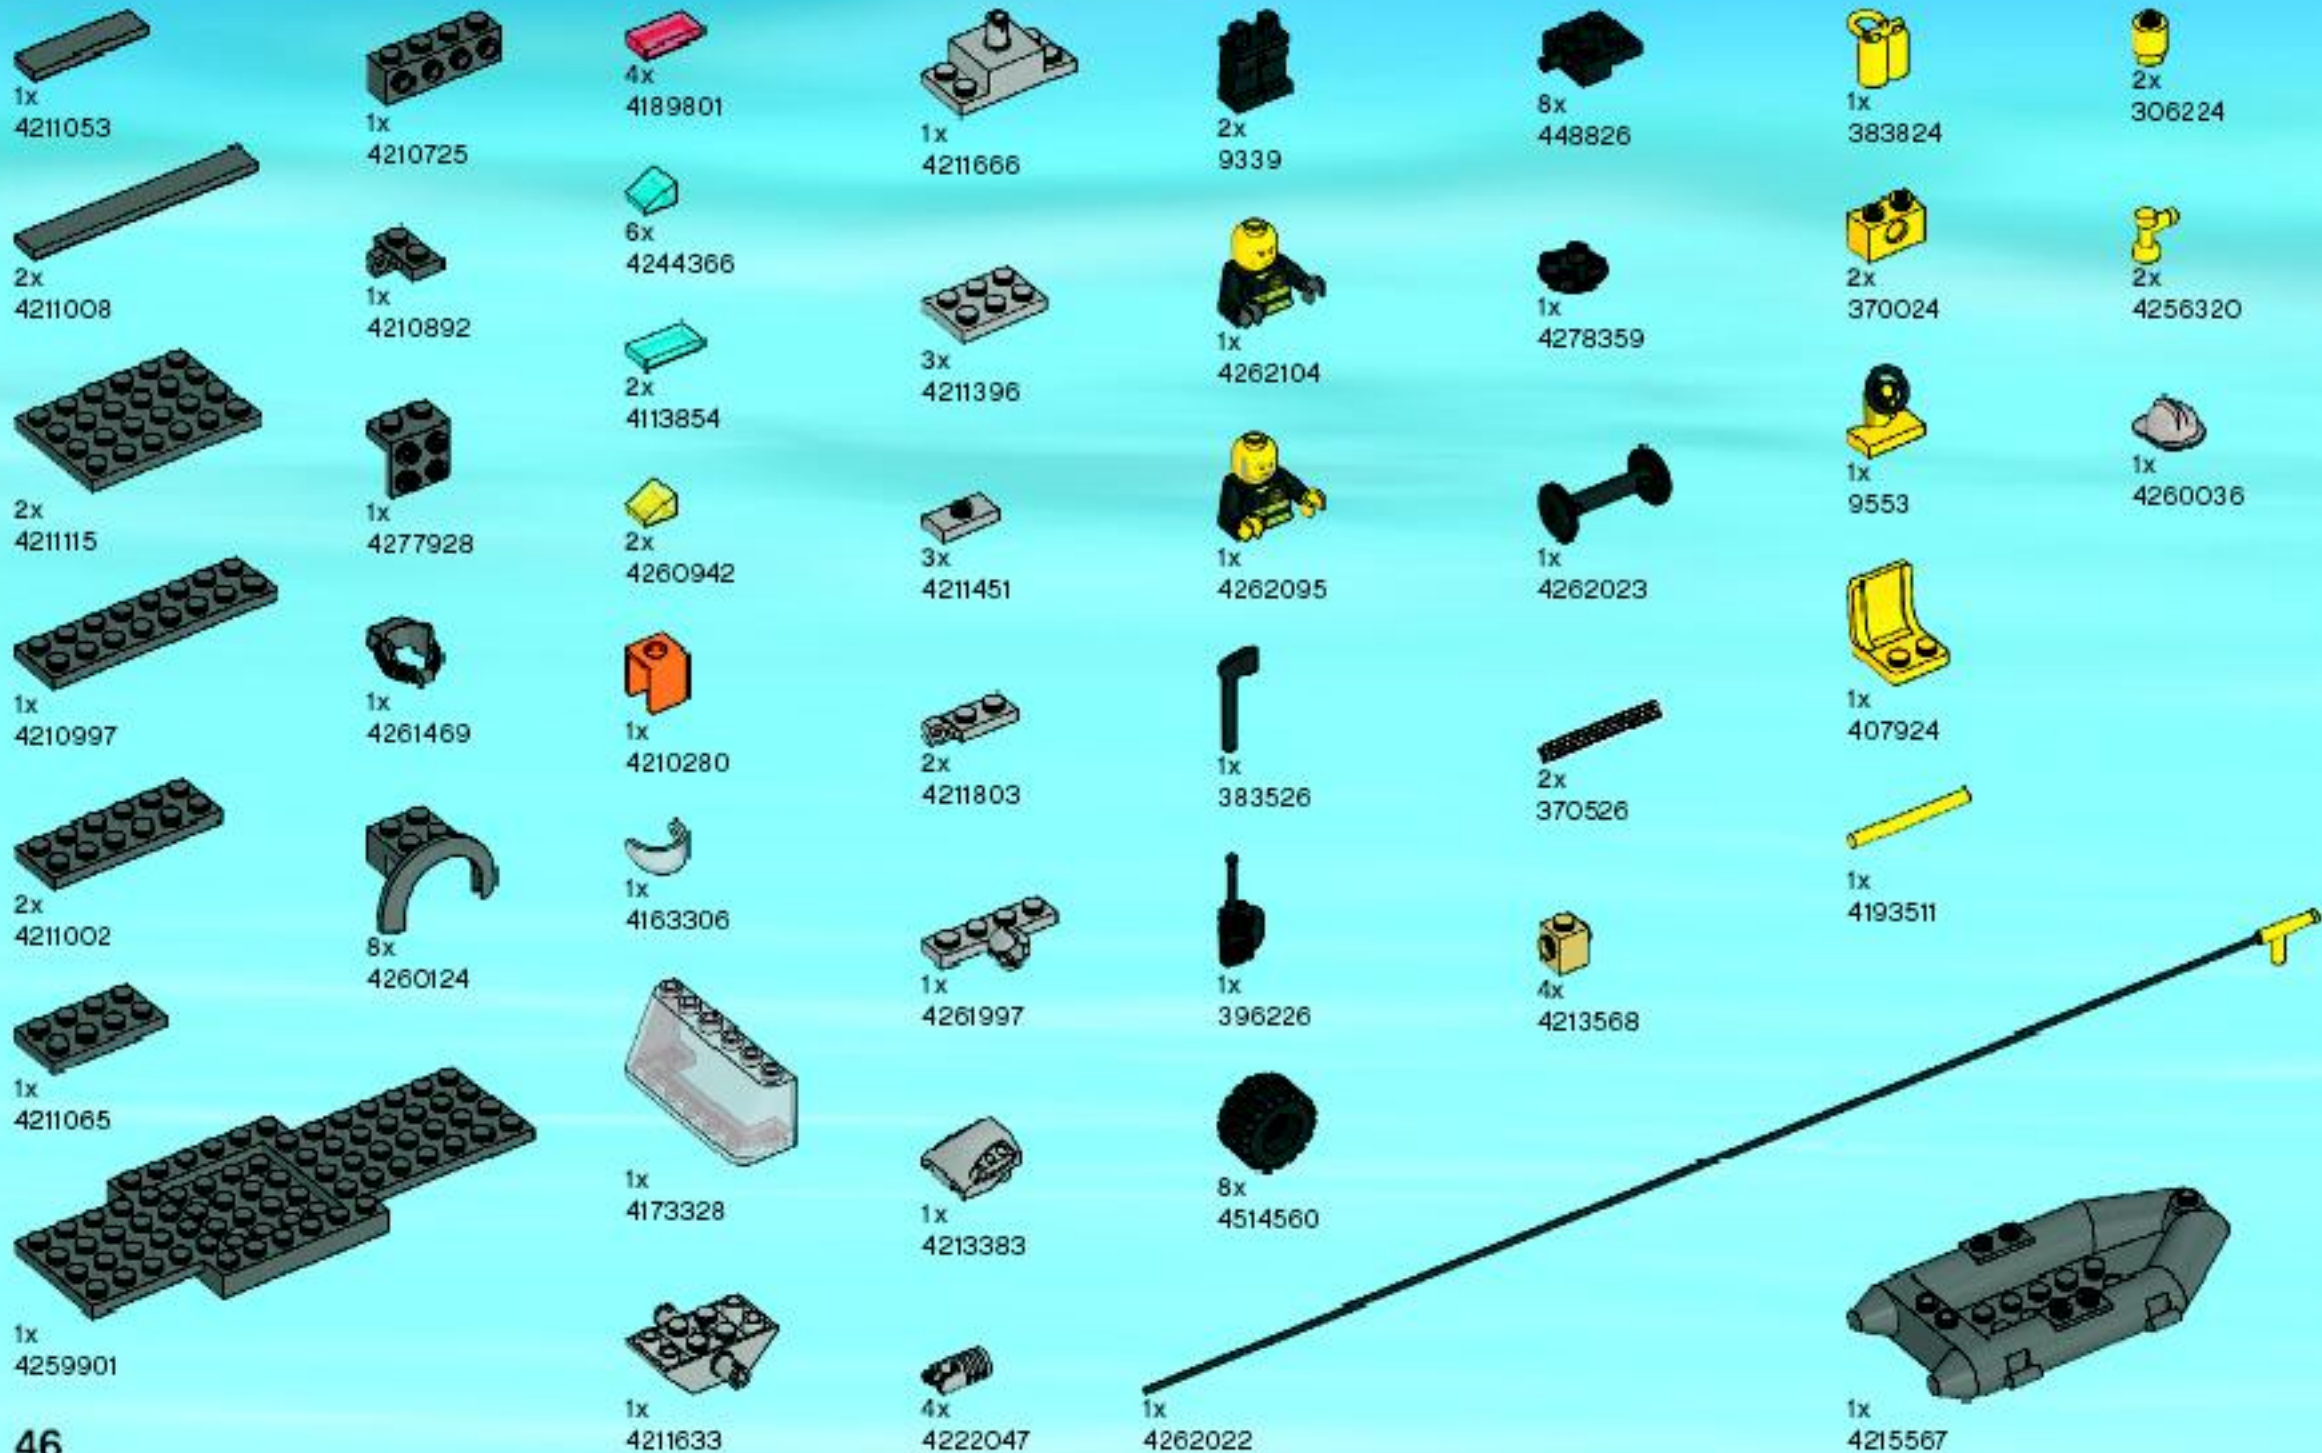 1x
4211053
2x
4211008
2x
4211115
1x
4210997
2x
4211002
1x
4211065
1x
4259901
46
1x
4210725
1x
4210892
1x
4277928
1x
4261469
8x
4260124
4x
4189801
6x
4244366
2x
4113854
2x
4260942
1x
4210280
1x
4163306
1x
4173328
1x
4211633
1x
4211666
3x
4211396
3x
4211451
2x
4211803
1x
4261997
1x
4213383
4x
4222047
2x
9339
1x
4262104
1x
4262095
1x
383526
1x
396226
8x
4514560
1x
4262022
8x
448826
1x
4278359
1x
4262023
2x
370526
4x
4213568
1x
383824
2x
370024
1x
9553
1x
407924
1x
4193511
1x
4215567
2x
306224
2x
4256320
1x
4260036